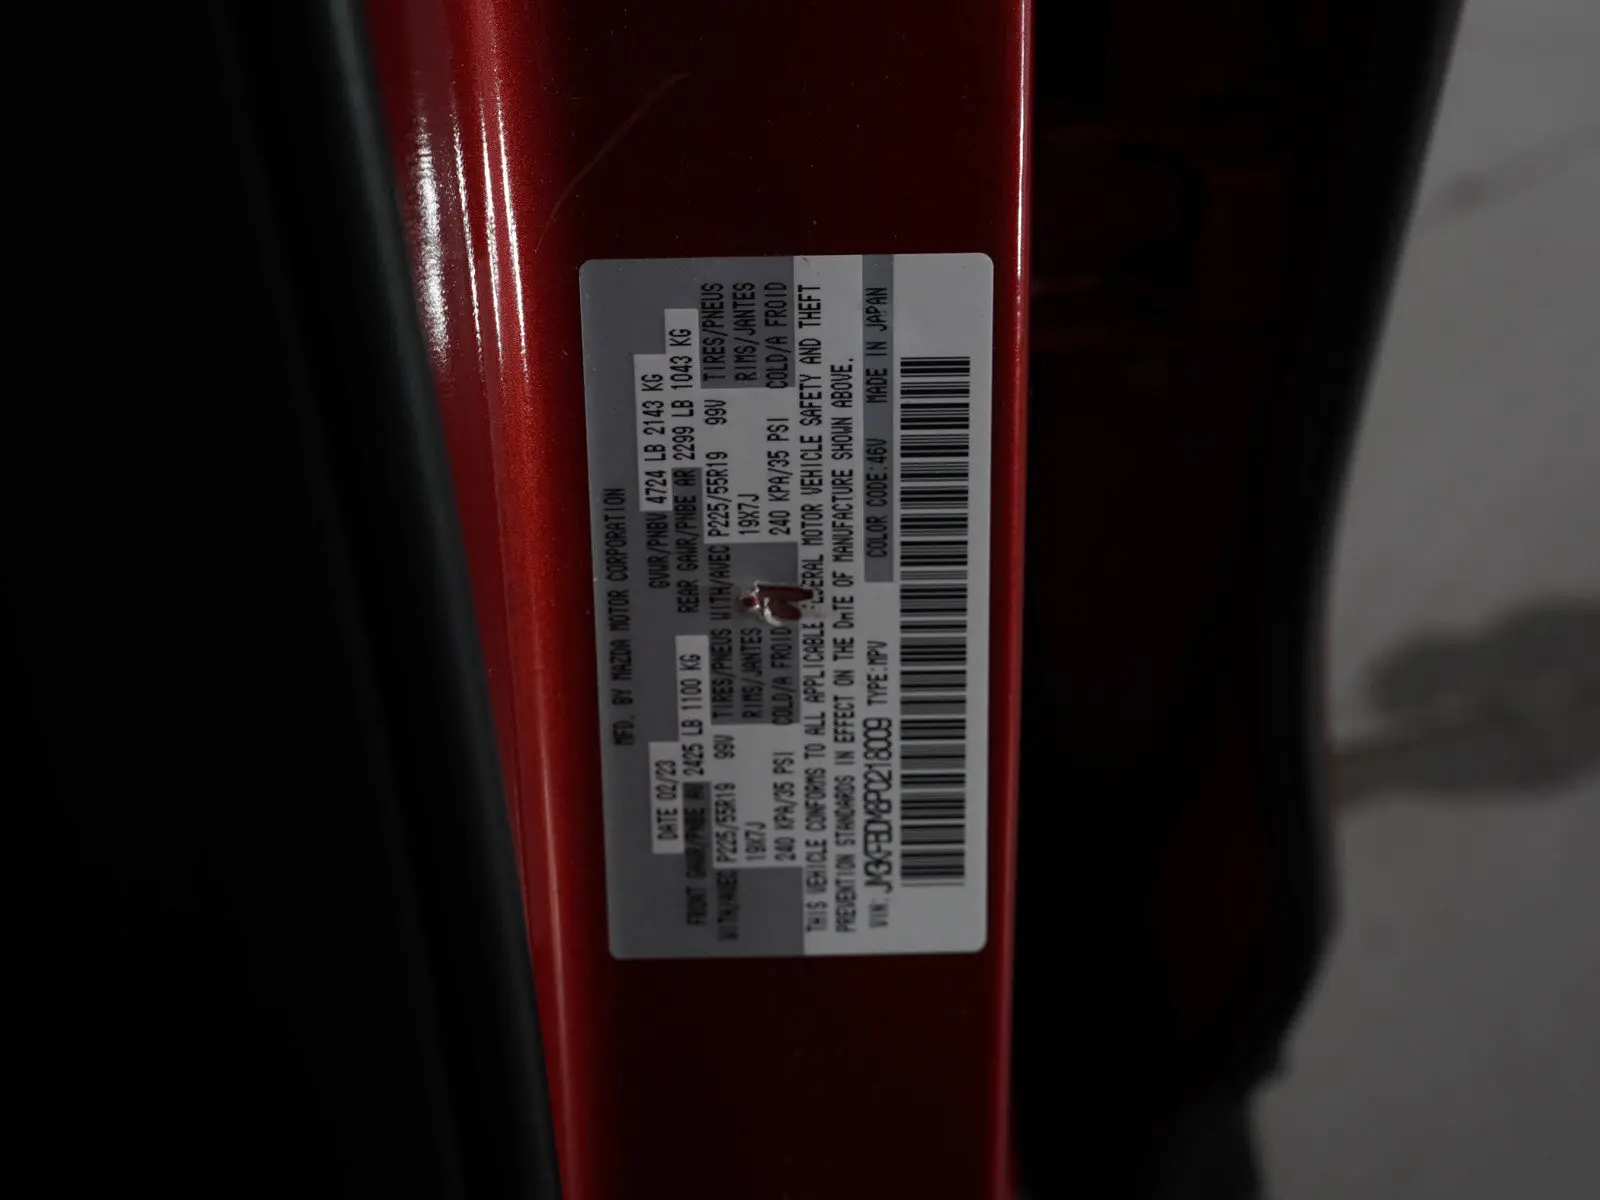 MFD. BY MAZDA MOTOR CORPORATION
DATE 02/23 GVWR/PNBV 4724 LB 2143 KG
FRONT GAWR/PNBE AV 2425 LB 1100 KG REAR GAWR/PNBE AR 2299 LB 1043 KG
WITH/AVEC P225/55R19 99V TIRES/PNEUS WITH/AVEC P225/55R19 99V TIRES/PNEUS
19X7J RIMS/JANTES 19X7J RIMS/JANTES
240 KPA/35 PSI COLD/A FROID 240 KPA/35 PSI COLD/A FROID
THIS VEHICLE CONFORMS TO ALL APPLICABLE MOTOR VEHICLE SAFETY AND THEFT
PREVENTION STANDARDS IN EFFECT ON THE DATE OF MANUFACTURE SHOWN ABOVE.
VIN: JM3KFBDM8P0218009 TYPE:MPV COLOR CODE:46V MADE IN JAPAN